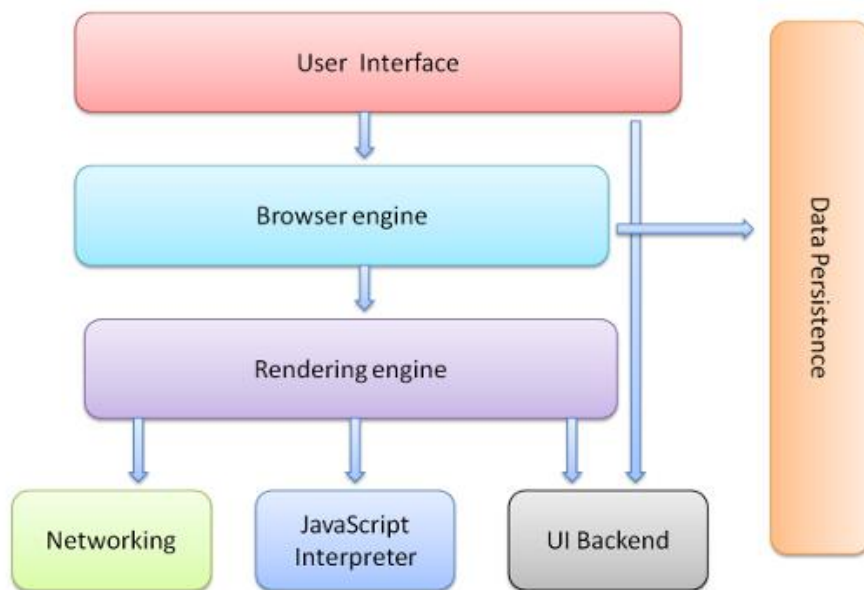 User Interface
Browser engine
Data Persistence
Rendering engine
Networking
JavaScript
Interpreter
UI Backend